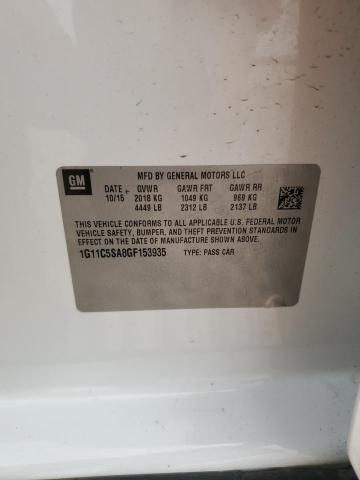 GM
MFD BY GENERAL MOTORS LLC
DATE GVWR GAWR FRT GAWR RR
10/15 2018 KG 1049 KG 969 KG
4449 LB 2312 LB 2137 LB
THIS VEHICLE CONFORMS TO ALL APPLICABLE U.S. FEDERAL MOTOR
VEHICLE SAFETY, BUMPER, AND THEFT PREVENTION STANDARDS IN
EFFECT ON THE DATE OF MANUFACTURE SHOWN ABOVE.
1G11C5SA8GF153935 TYPE: PASS CAR